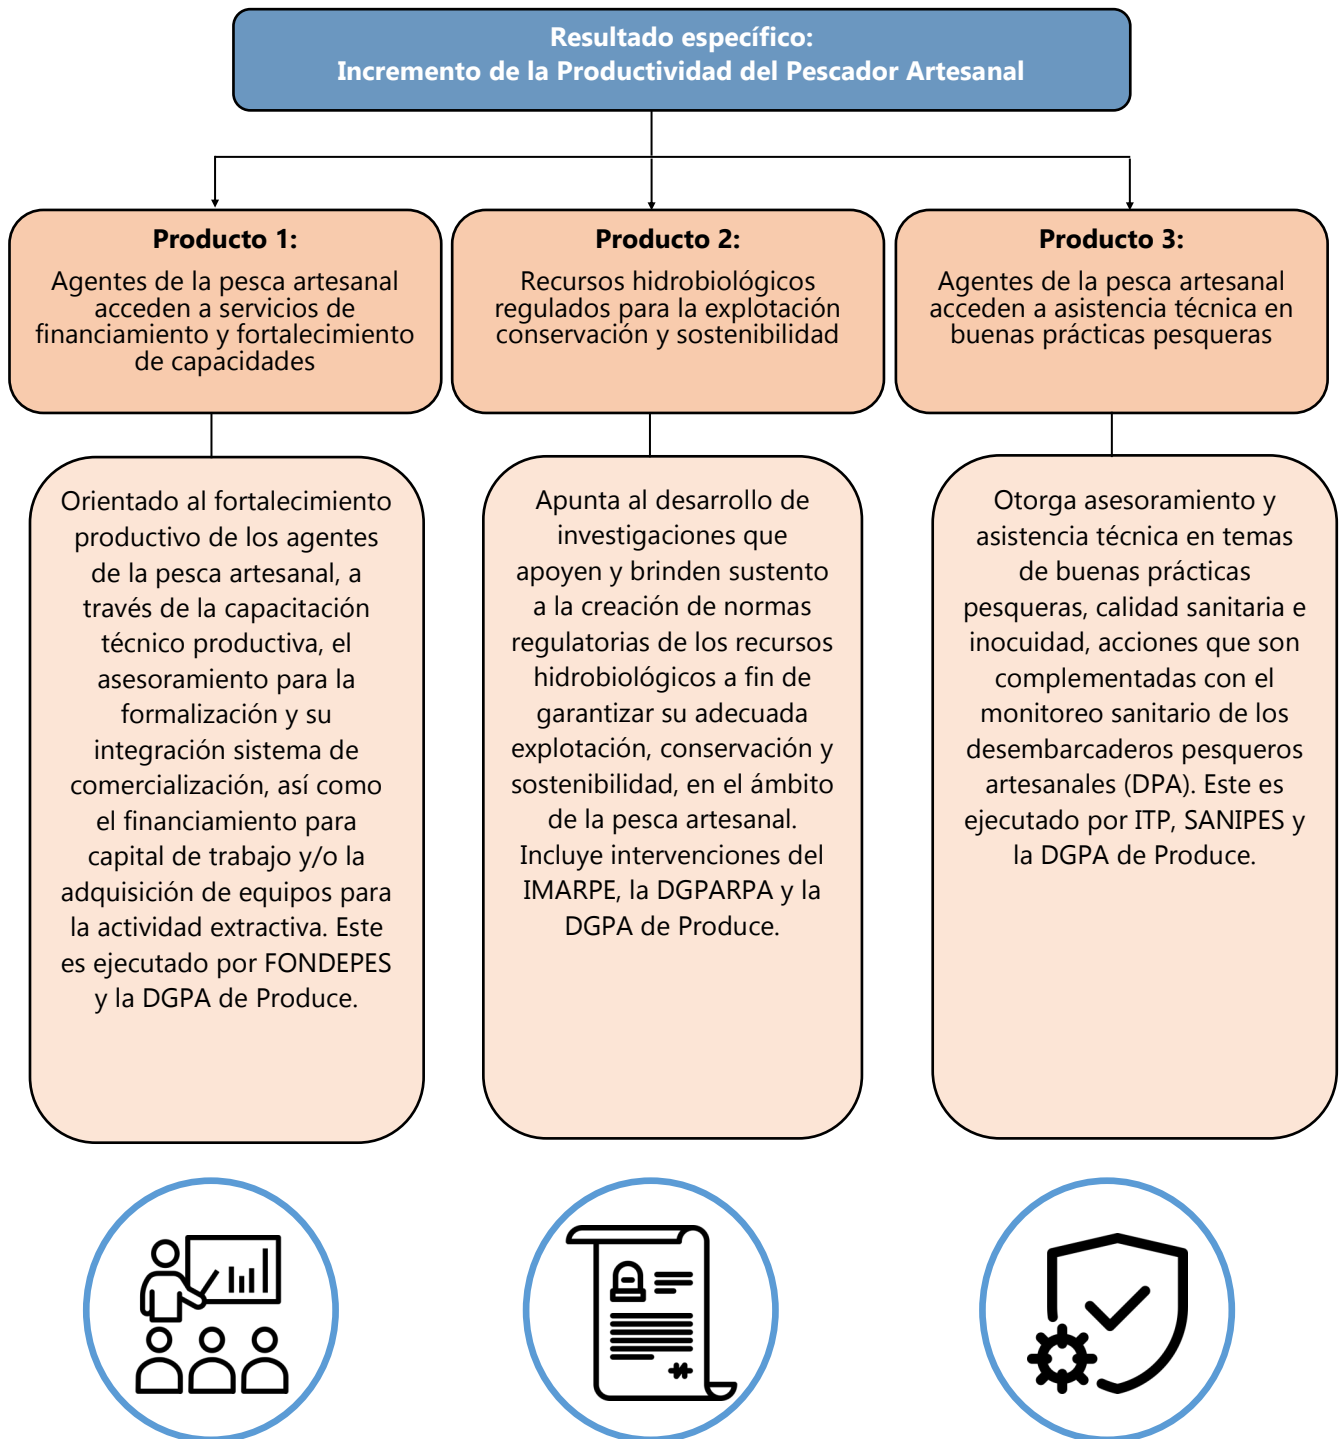 Resultado específico:
Incremento de la Productividad del Pescador Artesanal
Producto 1:
Agentes de la pesca artesanal
acceden a servicios de
financiamiento y fortalecimiento
de capacidades
Producto 2:
Recursos hidrobiológicos
regulados para la explotación
conservación y sostenibilidad
Producto 3:
Agentes de la pesca artesanal
acceden a asistencia técnica en
buenas prácticas pesqueras
Orientado al fortalecimiento
productivo de los agentes
de la pesca artesanal, a
través de la capacitación
técnico productiva, el
asesoramiento para la
formalización y su
integración sistema de
comercialización, así como
el financiamiento para
capital de trabajo y/o la
adquisición de equipos para
la actividad extractiva. Este
es ejecutado por FONDEPES
y la DGPA de Produce.
Apunta al desarrollo de
investigaciones que
apoyen y brinden sustento
a la creación de normas
regulatorias de los recursos
hidrobiológicos a fin de
garantizar su adecuada
explotación, conservación y
sostenibilidad, en el ámbito
de la pesca artesanal.
Incluye intervenciones del
IMARPE, la DGPARPA y la
DGPA de Produce.
Otorga asesoramiento y
asistencia técnica en temas
de buenas prácticas
pesqueras, calidad sanitaria e
inocuidad, acciones que son
complementadas con el
monitoreo sanitario de los
desembarcaderos pesqueros
artesanales (DPA). Este es
ejecutado por ITP, SANIPES y
la DGPA de Produce.